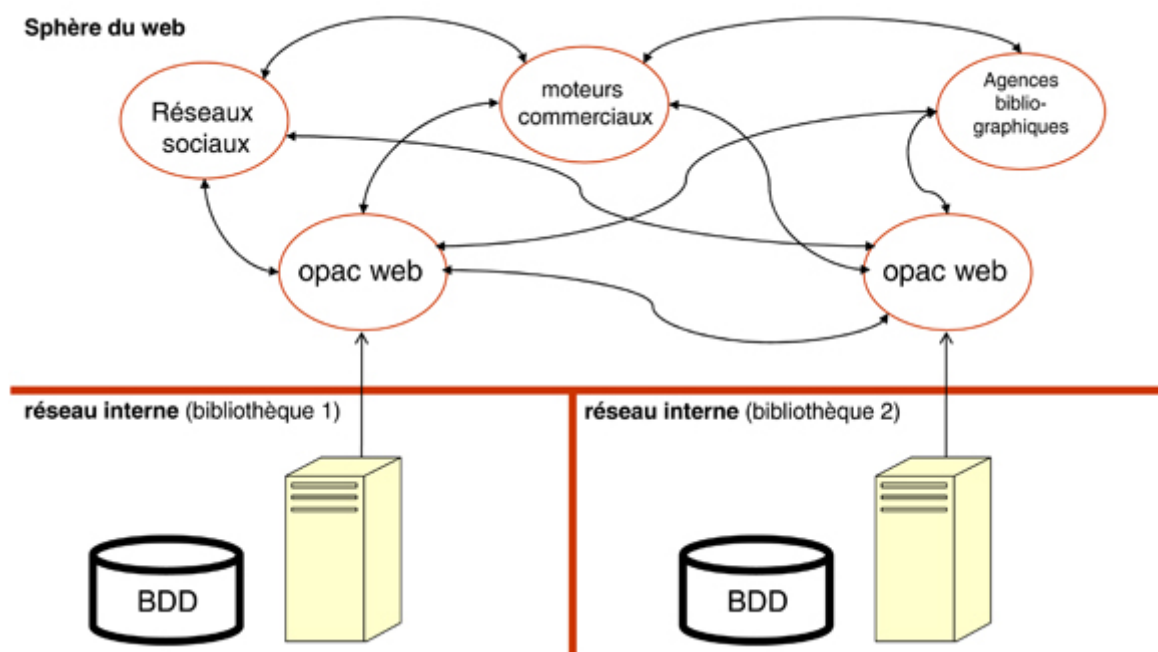 Sphère du web
Réseaux
sociaux
moteurs
commerciaux
Agences
biblio-
graphiques
opac web
opac web
réseau interne (bibliothèque 1)
réseau interne (bibliothèque 2)
BDD
BDD